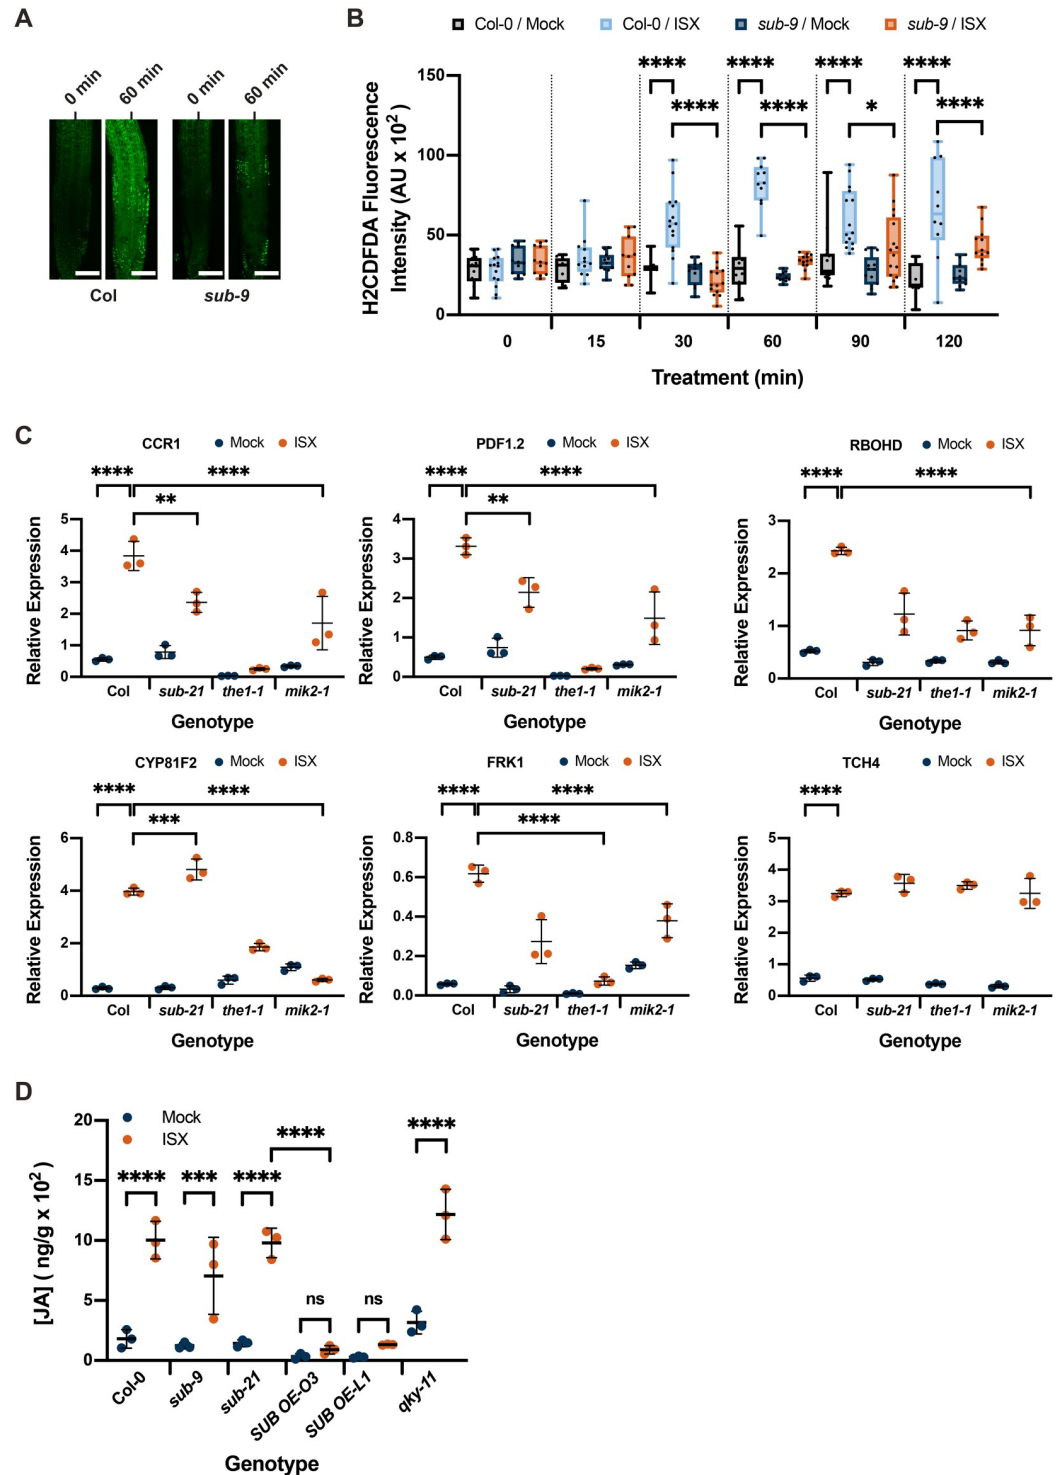 A
0 min
60 min
0 min
60 min
Col
sub-9
B
Col-0 / Mock
Col-0 / ISX
sub-9 / Mock
sub-9 / ISX
**** **** **** ****
**** **** * ****
H2CDFDA Fluorescence
Intensity (AU x 10²)
150
100
50
0
0 15 30 60 90 120
Treatment (min)
C
CCR1
Mock
ISX
**** ****
**
Relative Expression
5
4
3
2
1
0
Col sub-21 the1-1 mik2-1
Genotype
PDF1.2
Mock
ISX
**** ****
**
Relative Expression
4
3
2
1
0
Col sub-21 the1-1 mik2-1
Genotype
RBOHD
Mock
ISX
**** ****
Relative Expression
3
2
1
0
Col sub-21 the1-1 mik2-1
Genotype
CYP81F2
Mock
ISX
**** ****
***
Relative Expression
6
4
2
0
Col sub-21 the1-1 mik2-1
Genotype
FRK1
Mock
ISX
**** ****
****
Relative Expression
0.8
0.6
0.4
0.2
0.0
Col sub-21 the1-1 mik2-1
Genotype
TCH4
Mock
ISX
****
Relative Expression
5
4
3
2
1
0
Col sub-21 the1-1 mik2-1
Genotype
D
Mock
ISX
****
****
**** *** ****
ns ns
[JA] ( ng/g x 10²)
20
15
10
5
0
Col-0
sub-9
sub-21
SUB OE-O3
SUB OE-L1
qky-11
Genotype